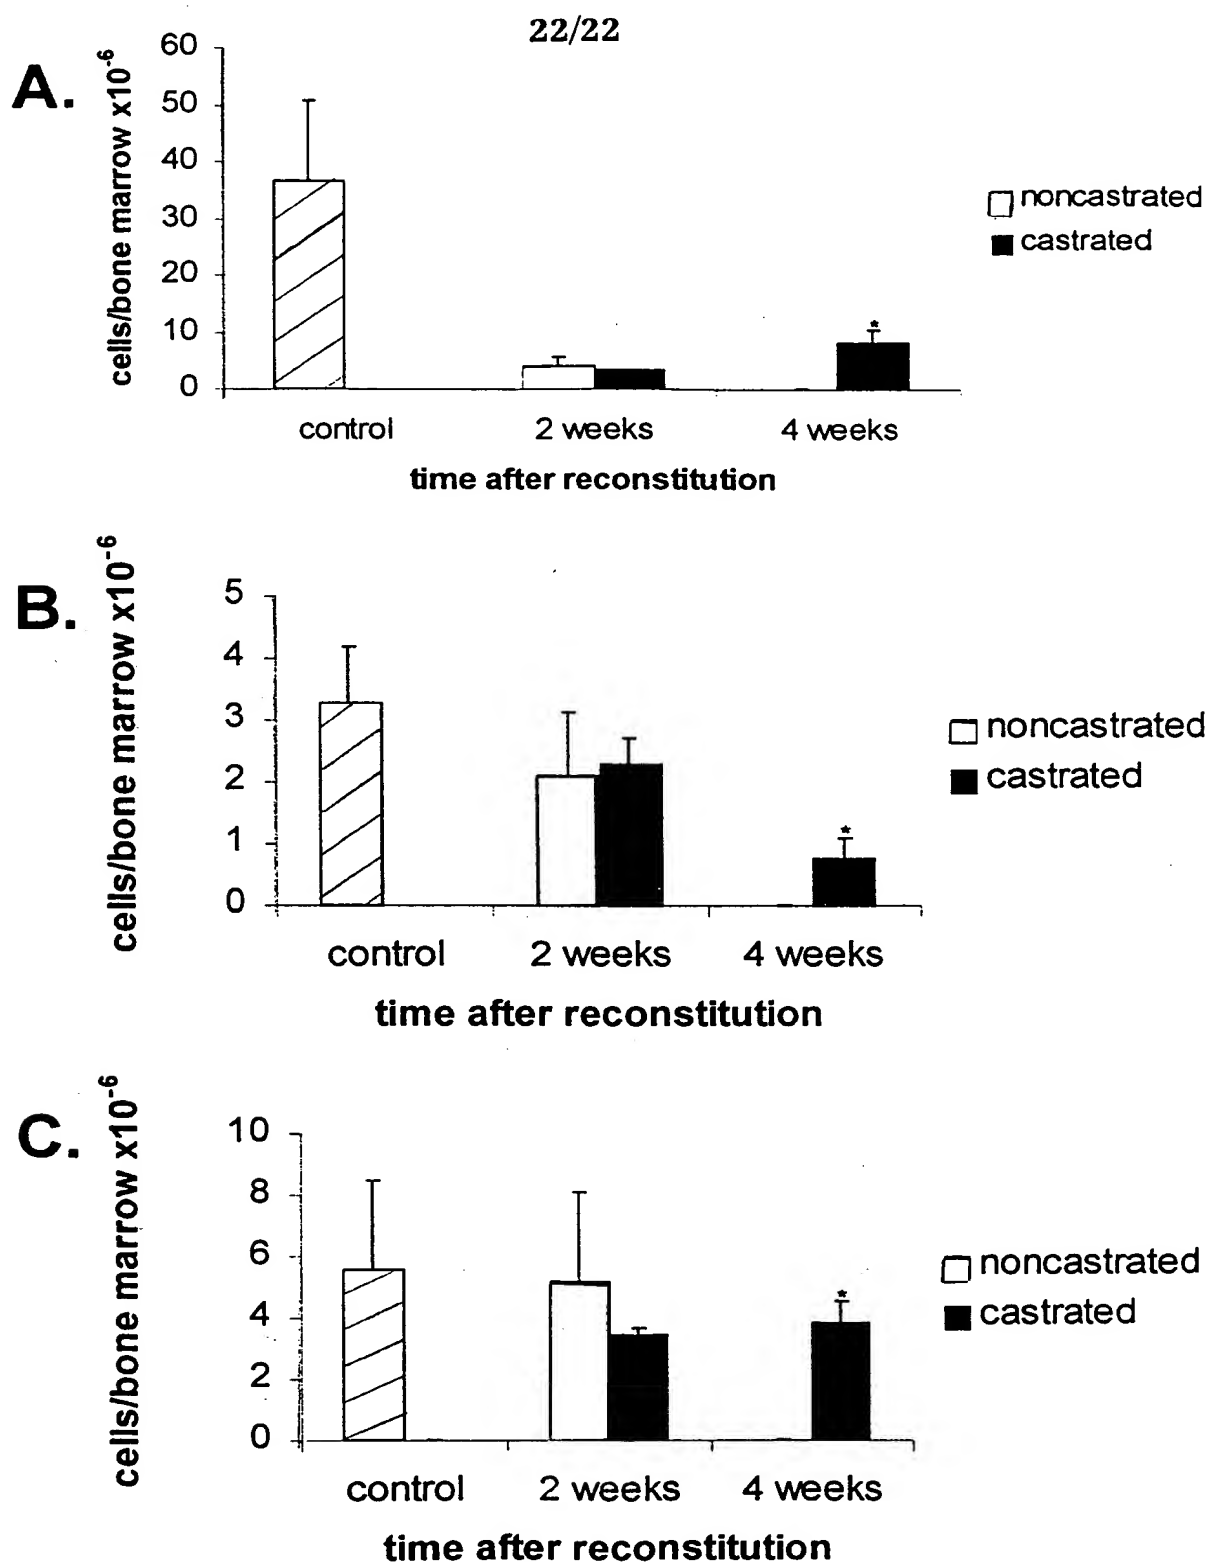 22/22
A.
cells/bone marrow x10⁻⁶
60
50
40
30
20
10
0
control
2 weeks
4 weeks
*
time after reconstitution
noncastrated
castrated
B.
cells/bone marrow x10⁻⁶
5
4
3
2
1
0
control
2 weeks
4 weeks
*
time after reconstitution
noncastrated
castrated
C.
cells/bone marrow x10⁻⁶
10
8
6
4
2
0
control
2 weeks
4 weeks
*
time after reconstitution
noncastrated
castrated